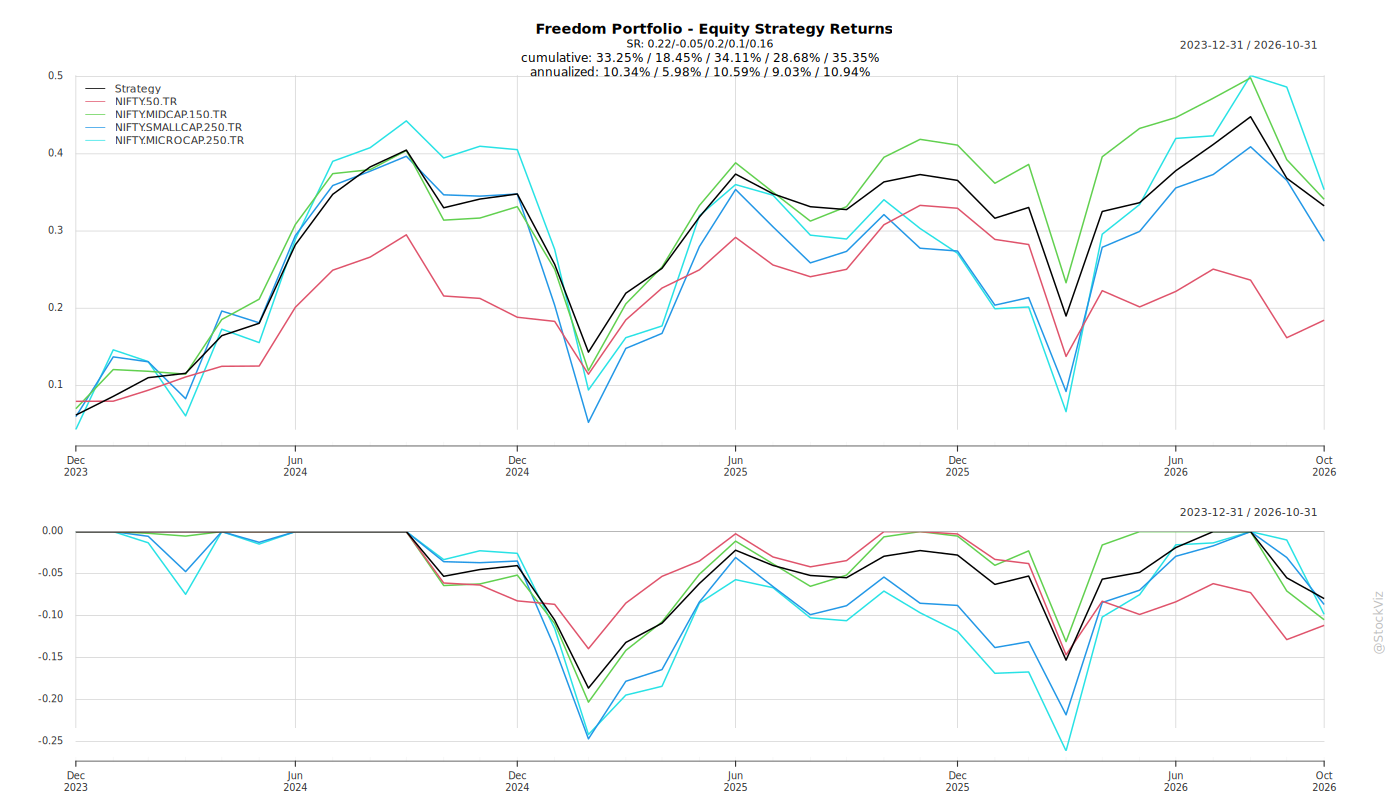 Freedom Portfolio - Equity Strategy Returns
SR: 0.22/-0.05/0.2/0.1/0.16
cumulative: 33.25% / 18.45% / 34.11% / 28.68% / 35.35%
annualized: 10.34% / 5.98% / 10.59% / 9.03% / 10.94%
2023-12-31 / 2026-10-31
Strategy
NIFTY.50.TR
NIFTY.MIDCAP.150.TR
NIFTY.SMALLCAP.250.TR
NIFTY.MICROCAP.250.TR
0.5
0.4
0.3
0.2
0.1
Dec 2023
Jun 2024
Dec 2024
Jun 2025
Dec 2025
Jun 2026
Oct 2026
2023-12-31 / 2026-10-31
0.00
-0.05
-0.10
-0.15
-0.20
-0.25
Dec 2023
Jun 2024
Dec 2024
Jun 2025
Dec 2025
Jun 2026
Oct 2026
@StockViz